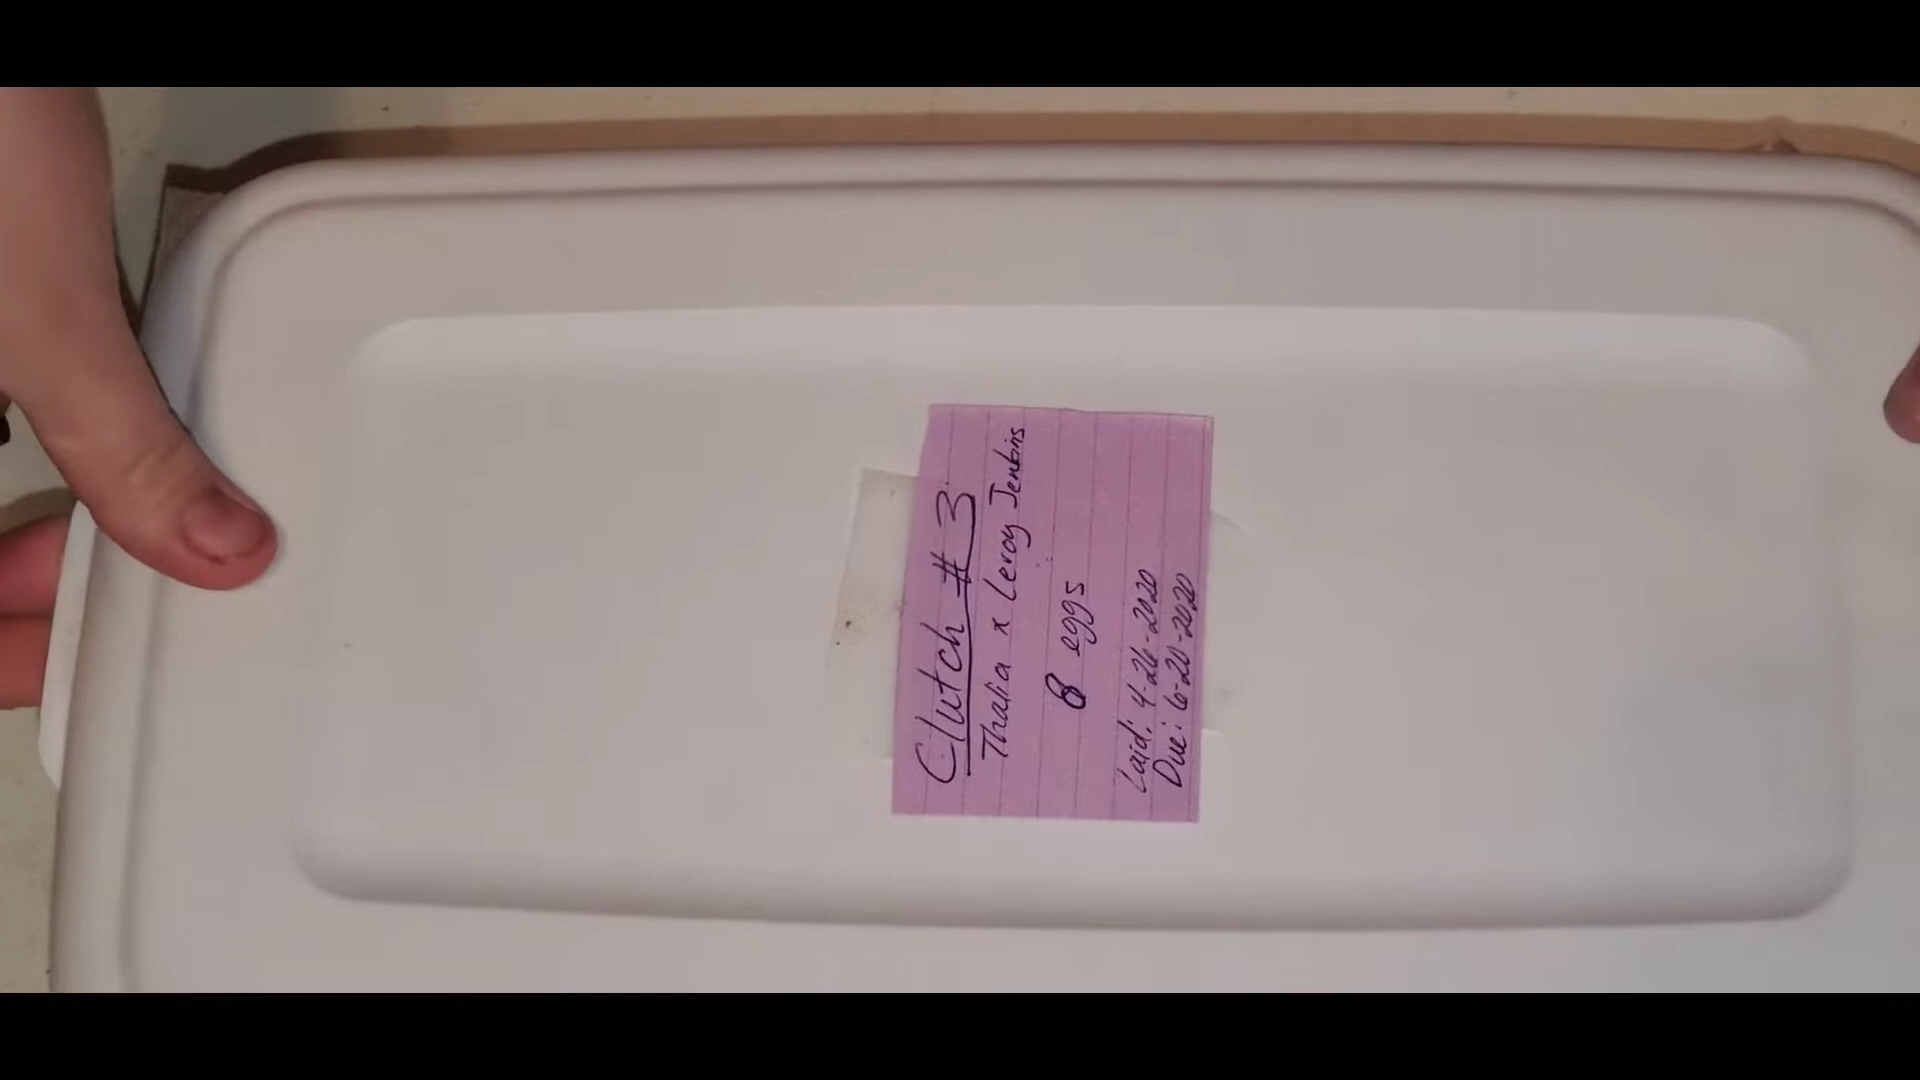 Clutch # 3
Thalia x Leroy Jenkins
8 eggs
Laid: 4-26-2020
Due: 6-20-2020